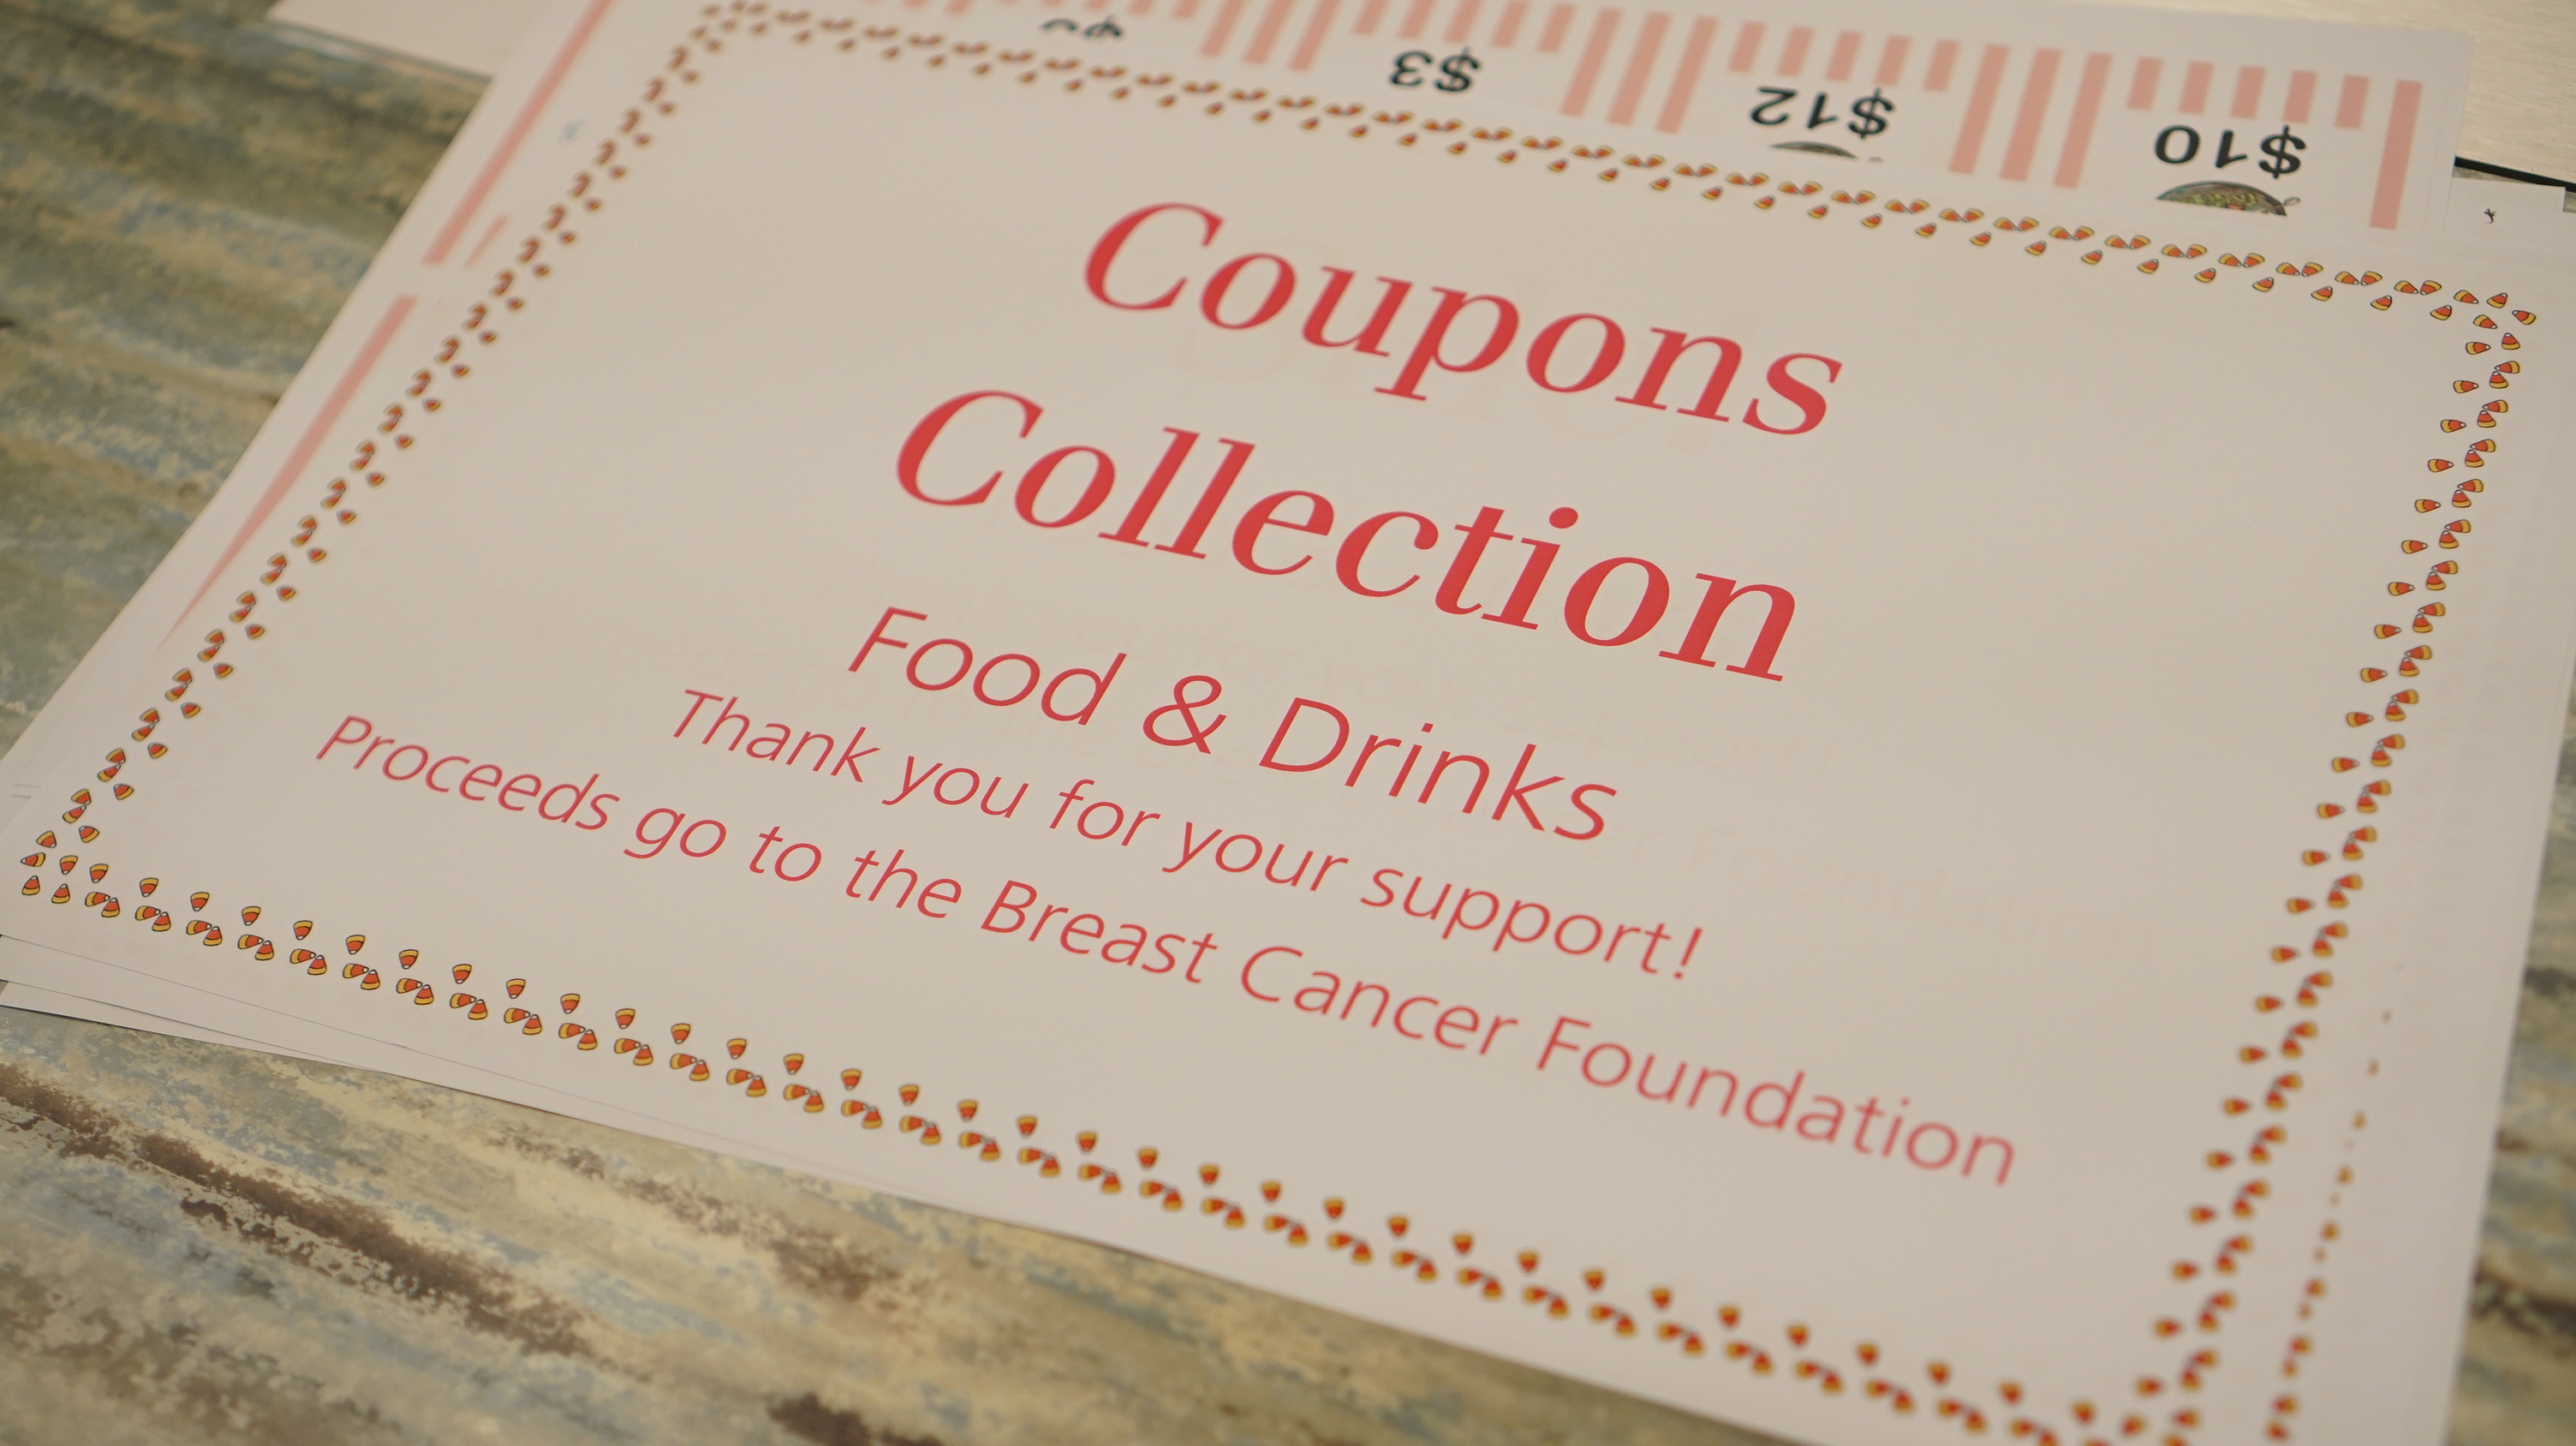 $3
$12
$10
Coupons
Collection
Food & Drinks
Thank you for your support!
Proceeds go to the Breast Cancer Foundation